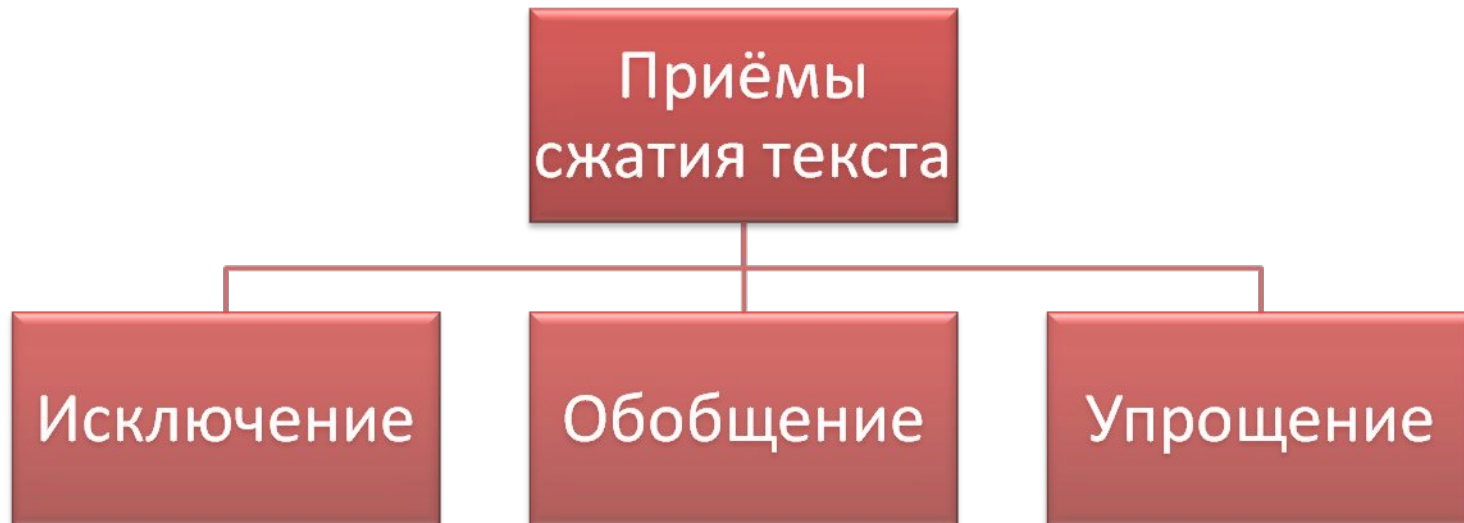 Приёмы
сжатия текста
Исключение
Обобщение
Упрощение